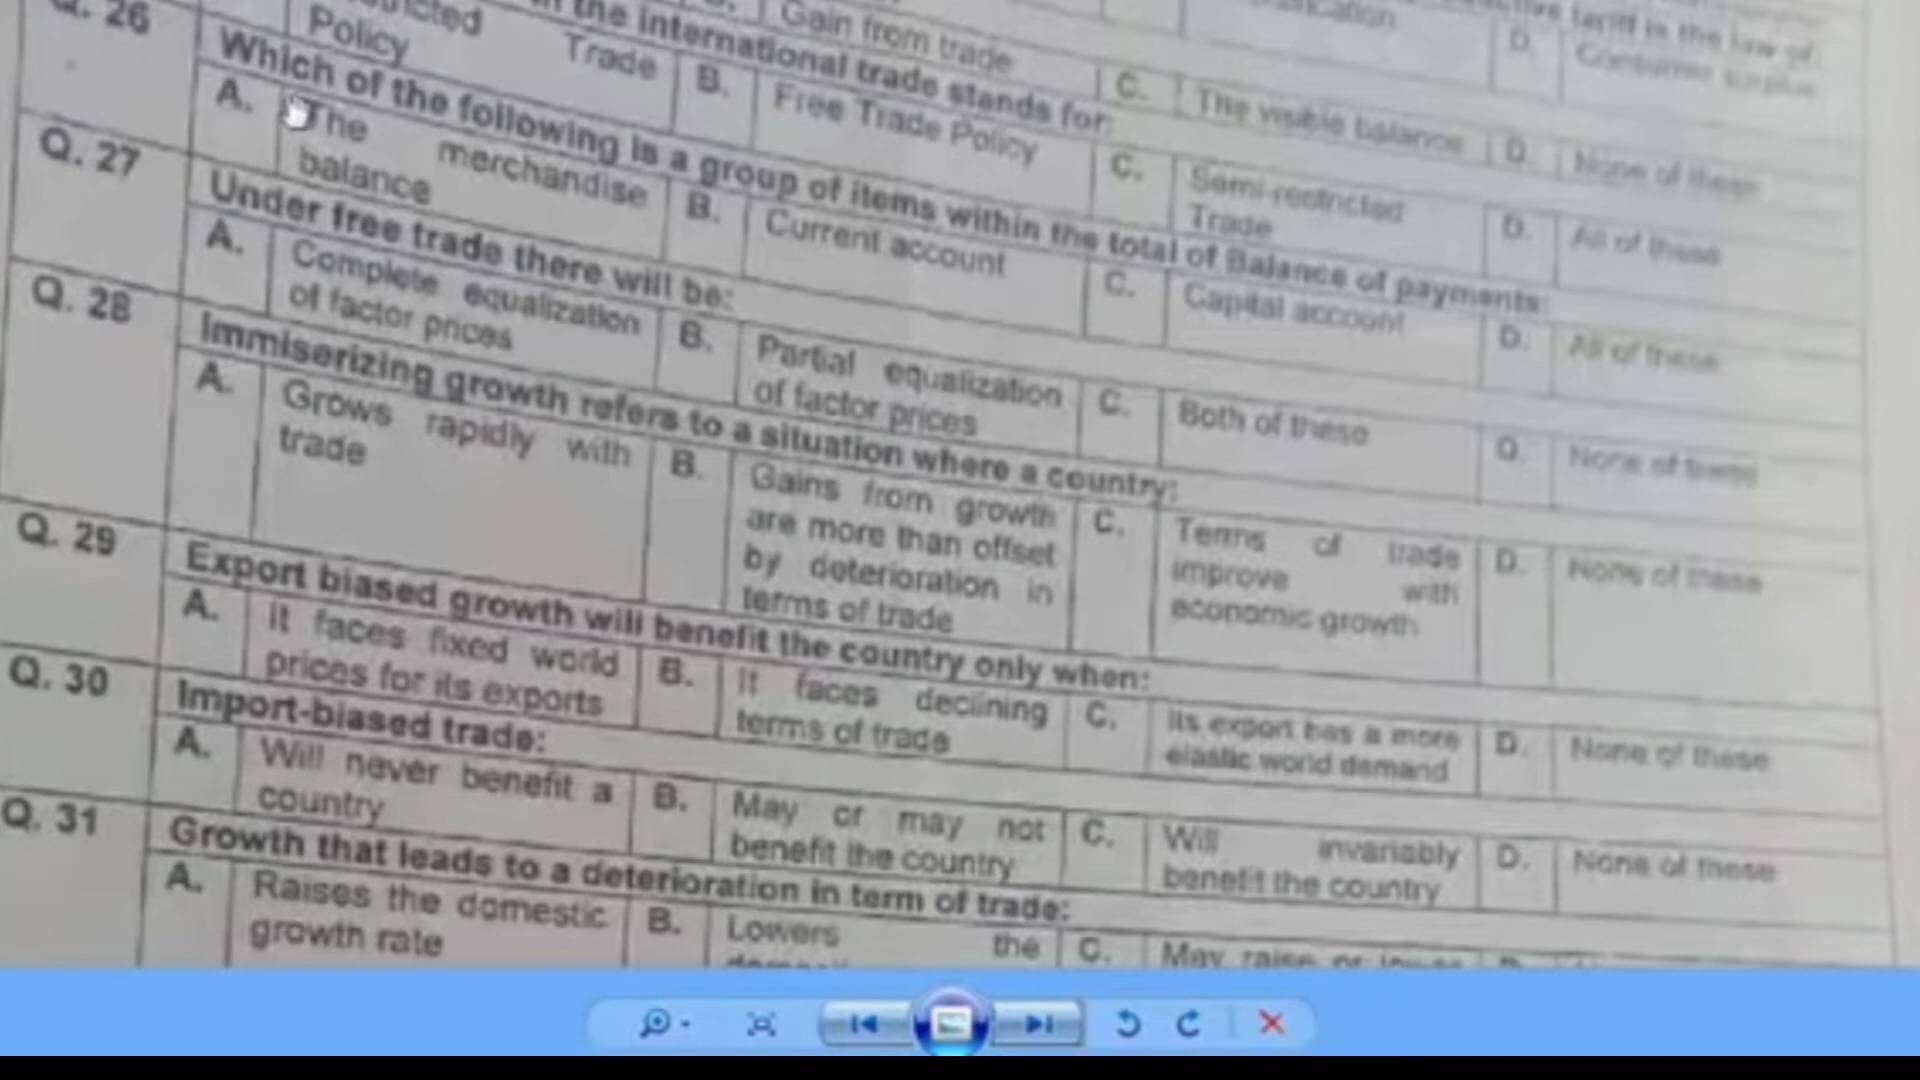 Q. 26
Policy
Trade
B.
Gain from trade
C.
The visible balance
D.
Consumer surplus
the international trade stands for:
B.
Free Trade Policy
C.
Semi-restricted
Trade
D.
None of these
D.
All of these
Which of the following is a group of items within the total of Balance of payments:
A.
The merchandise
balance
B.
Current account
C.
Capital account
D.
All of these
Q. 27
Under free trade there will be:
A.
Complete equalization
of factor prices
B.
Partial equalization
of factor prices
C.
Both of these
D.
None of these
Q. 28
Immiserizing growth refers to a situation where a country:
A.
Grows rapidly with
trade
B.
Gains from growth
are more than offset
by deterioration in
terms of trade
C.
Terms of trade
improve with
economic growth
D.
None of these
Q. 29
Export biased growth will benefit the country only when:
A.
It faces fixed world
prices for its exports
B.
It faces declining
terms of trade
C.
Its export has a more
elastic world demand
D.
None of these
Q. 30
Import-biased trade:
A.
Will never benefit a
country
B.
May or may not
benefit the country
C.
Will invariably
benefit the country
D.
None of these
Q. 31
Growth that leads to a deterioration in term of trade:
A.
Raises the domestic
growth rate
B.
Lowers the
C.
May raise or lower